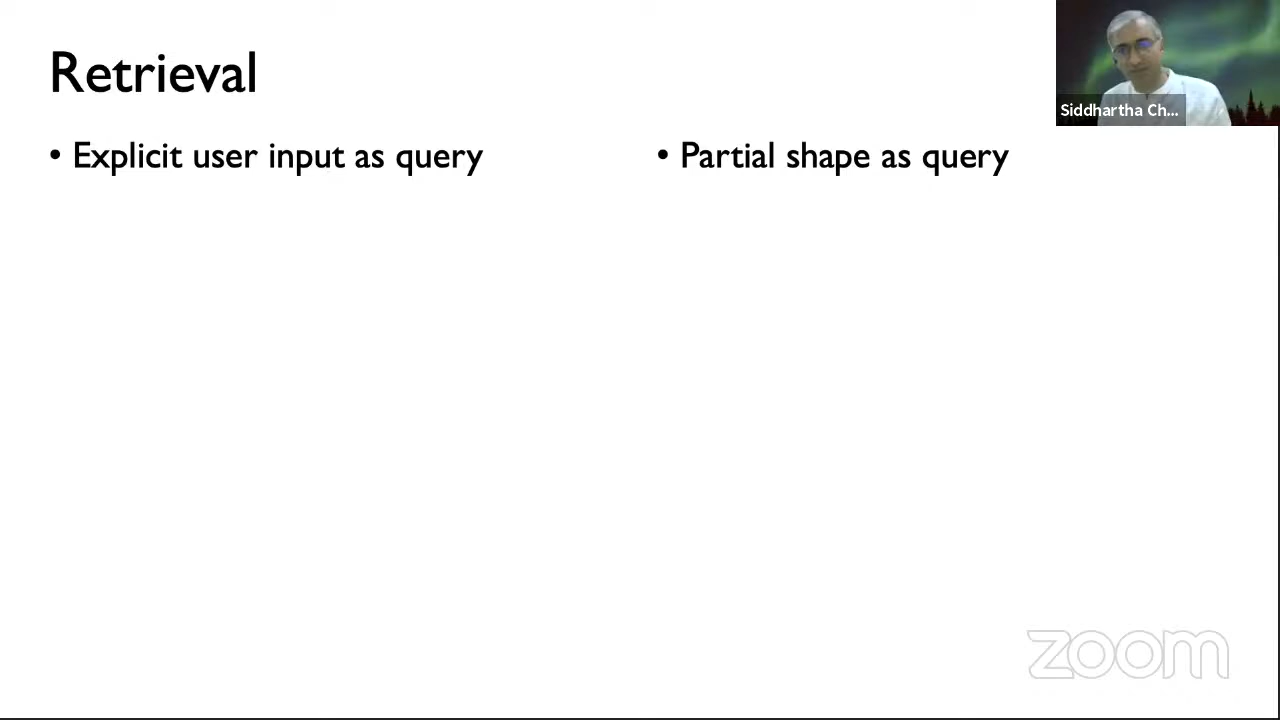 Retrieval
Siddhartha Ch...
• Explicit user input as query
• Partial shape as query
zoom